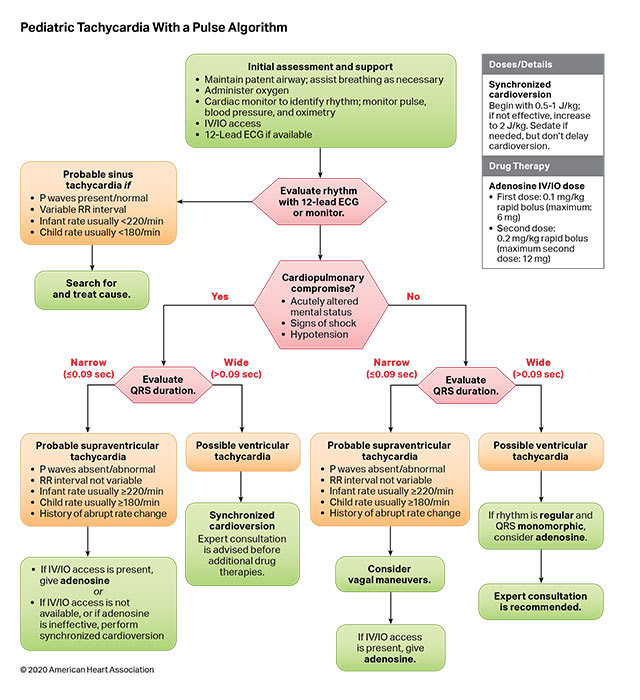 Pediatric Tachycardia With a Pulse Algorithm
Initial assessment and support
• Maintain patent airway; assist breathing as necessary
• Administer oxygen
• Cardiac monitor to identify rhythm; monitor pulse,
blood pressure, and oximetry
• IV/IO access
• 12-Lead ECG if available
Doses/Details
Synchronized
cardioversion
Begin with 0.5-1 J/kg;
if not effective, increase
to 2 J/kg. Sedate if
needed, but don't delay
cardioversion.
Drug Therapy
Adenosine IV/IO dose
• First dose: 0.1 mg/kg
rapid bolus (maximum:
6 mg)
• Second dose:
0.2 mg/kg rapid bolus
(maximum second
dose: 12 mg)
Probable sinus
tachycardia if
• P waves present/normal
• Variable RR interval
• Infant rate usually <220/min
• Child rate usually <180/min
Evaluate rhythm
with 12-lead ECG
or monitor.
Search for
and treat cause.
Cardiopulmonary
compromise?
• Acutely altered
mental status
• Signs of shock
• Hypotension
Yes
No
Narrow
(≤0.09 sec)
Evaluate
QRS duration.
Wide
(>0.09 sec)
Narrow
(≤0.09 sec)
Evaluate
QRS duration.
Wide
(>0.09 sec)
Probable supraventricular
tachycardia
• P waves absent/abnormal
• RR interval not variable
• Infant rate usually ≥220/min
• Child rate usually ≥180/min
• History of abrupt rate change
Possible ventricular
tachycardia
Probable supraventricular
tachycardia
• P waves absent/abnormal
• RR interval not variable
• Infant rate usually ≥220/min
• Child rate usually ≥180/min
• History of abrupt rate change
Possible ventricular
tachycardia
• If IV/IO access is present,
give adenosine
or
• If IV/IO access is not
available, or if adenosine
is ineffective, perform
synchronized cardioversion
Synchronized
cardioversion
Expert consultation
is advised before
additional drug
therapies.
Consider
vagal maneuvers.
If IV/IO access
is present, give
adenosine.
If rhythm is regular and
QRS monomorphic,
consider adenosine.
Expert consultation
is recommended.
© 2020 American Heart Association